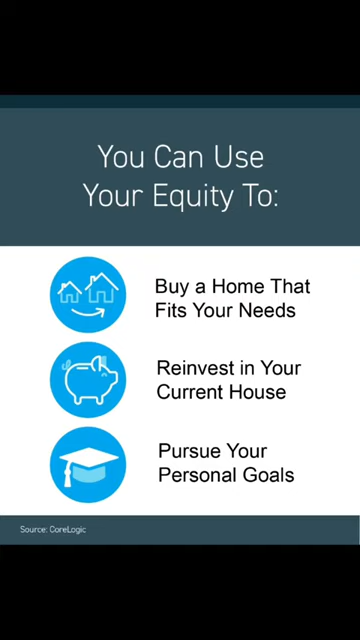 You Can Use
Your Equity To:
Buy a Home That
Fits Your Needs
Reinvest in Your
Current House
Pursue Your
Personal Goals
Source: CoreLogic